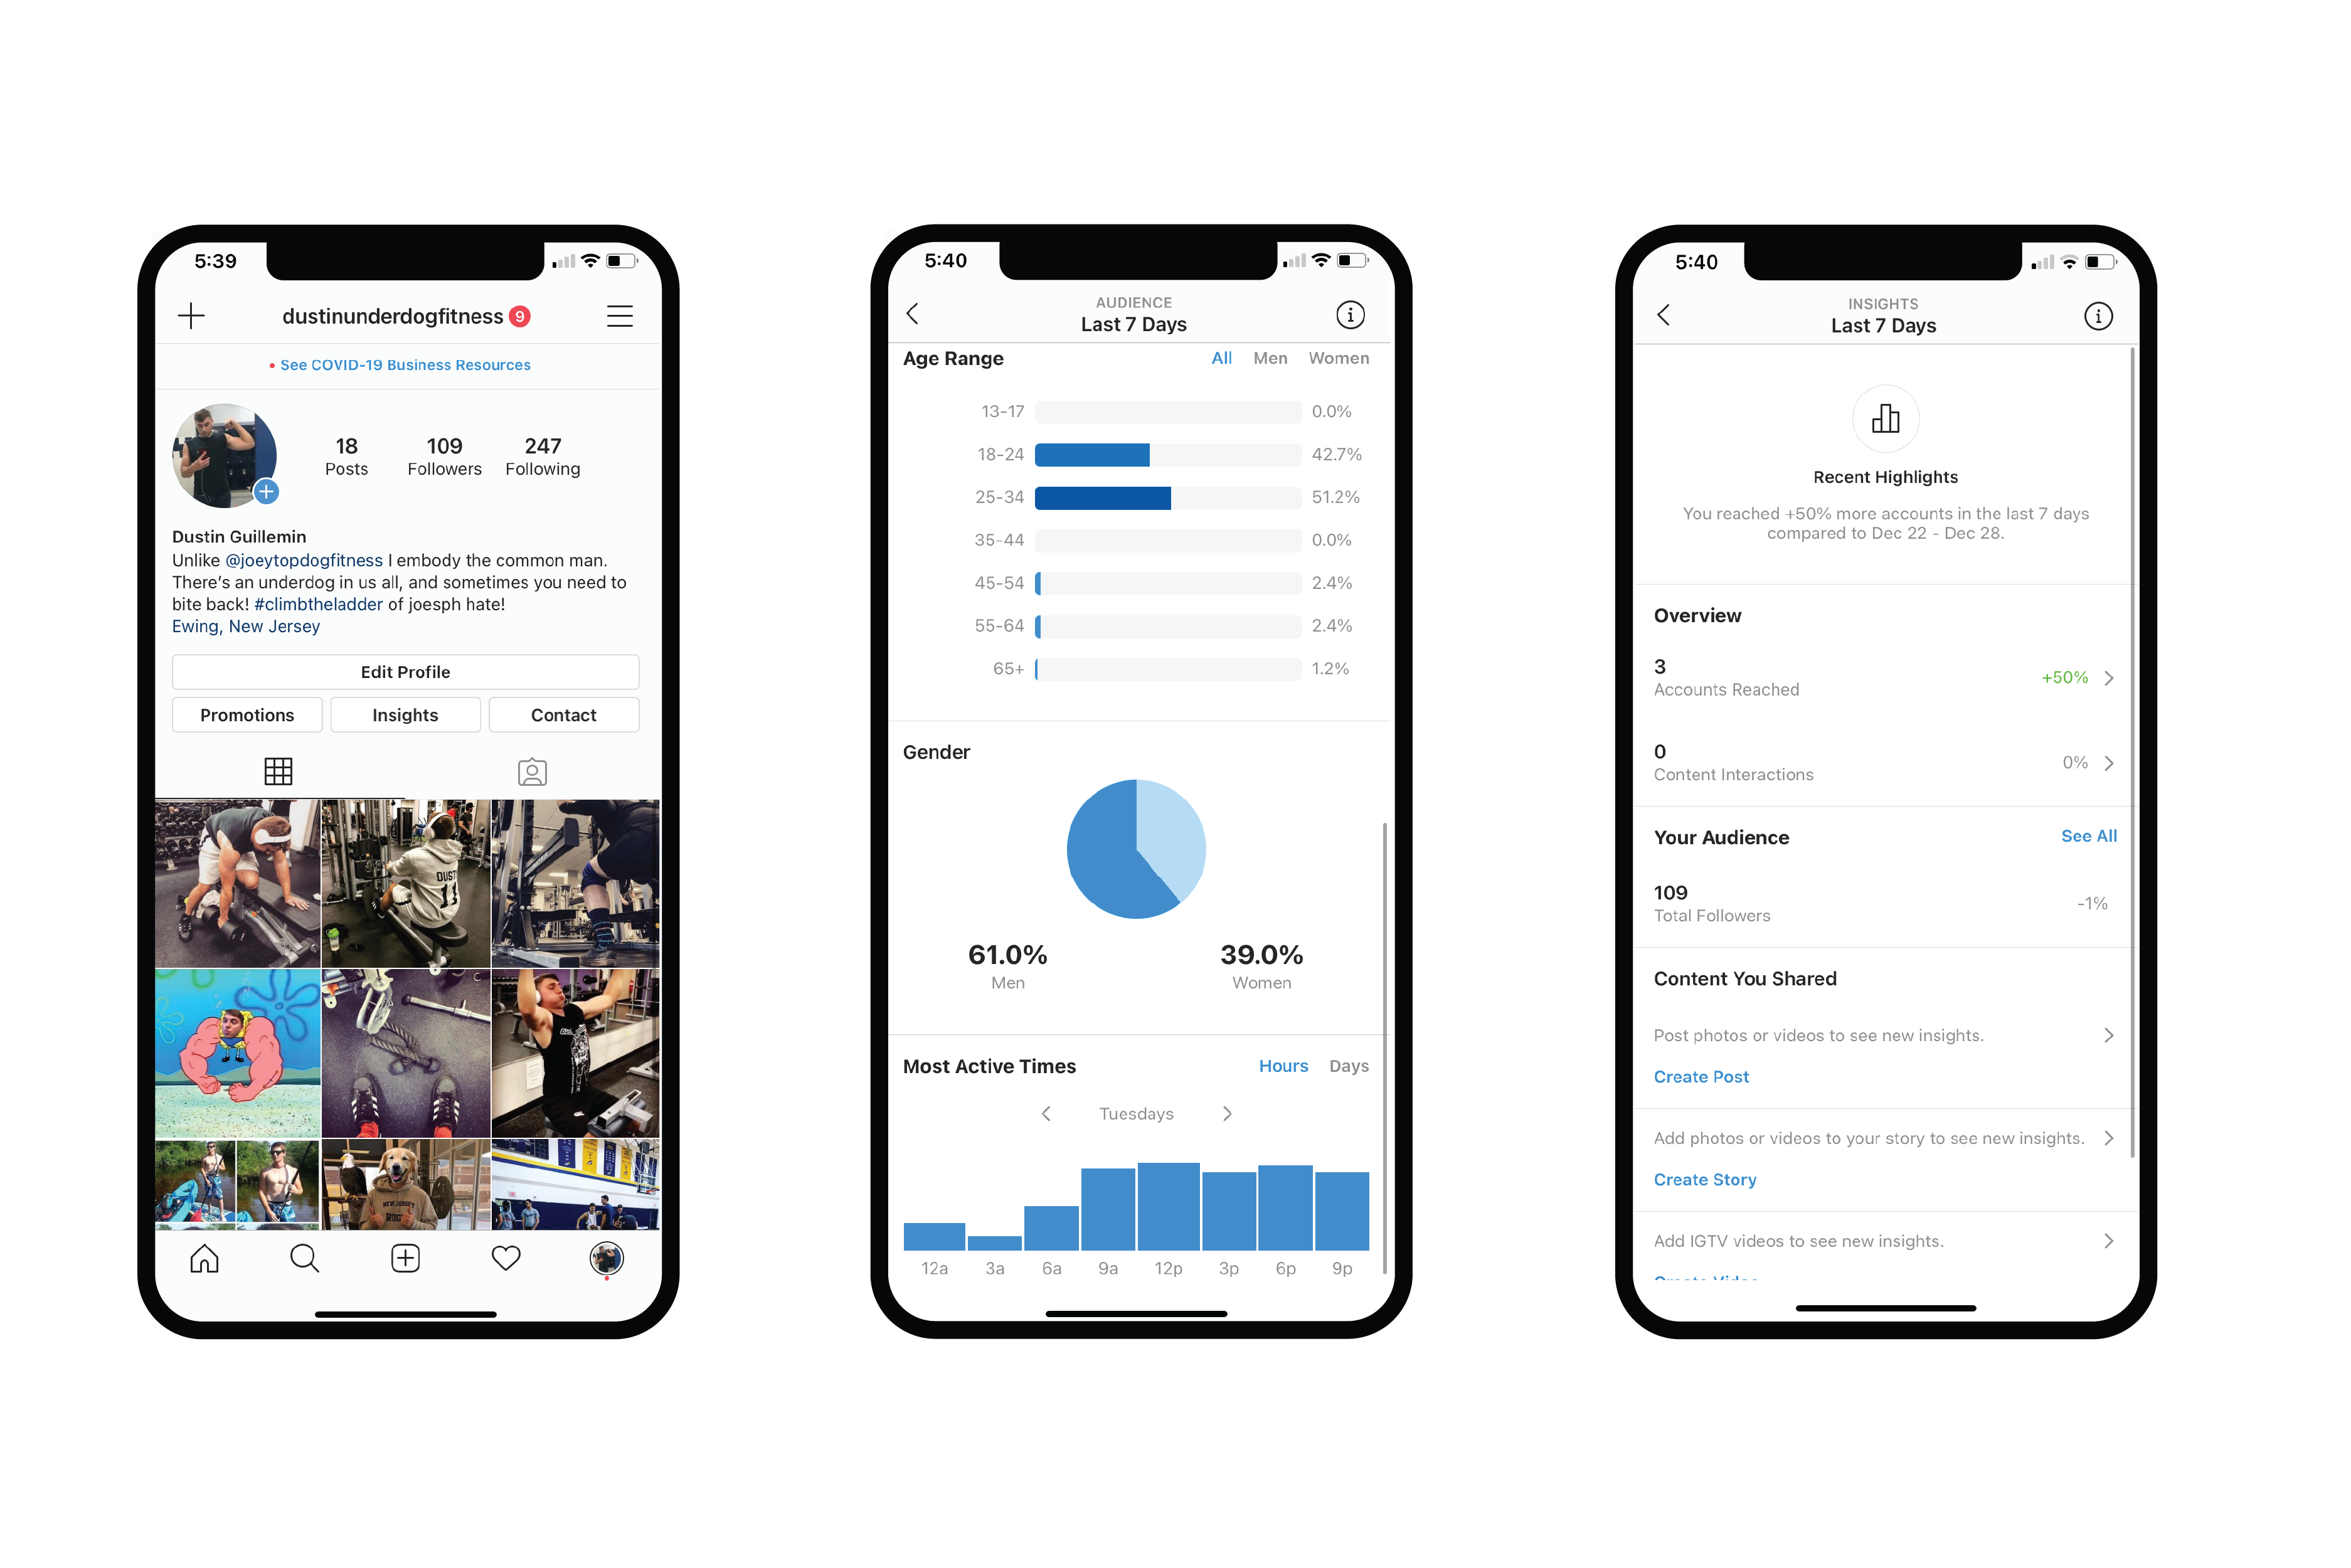 5:39
dustinunderdogfitness 9
See COVID-19 Business Resources
18 109 247
Posts Followers Following
Dustin Guillemin
Unlike @joeytopdogfitness I embody the common man.
There's an underdog in us all, and sometimes you need to
bite back! #climbtheladder of joesph hate!
Ewing, New Jersey
Edit Profile
Promotions Insights Contact
DUST
11
NEW JERSEY
5:40
AUDIENCE
Last 7 Days
Age Range All Men Women
13-17 0.0%
18-24 42.7%
25-34 51.2%
35-44 0.0%
45-54 2.4%
55-64 2.4%
65+ 1.2%
Gender
61.0% 39.0%
Men Women
Most Active Times Hours Days
Tuesdays
12a 3a 6a 9a 12p 3p 6p 9p
5:40
INSIGHTS
Last 7 Days
Recent Highlights
You reached +50% more accounts in the last 7 days
compared to Dec 22 - Dec 28.
Overview
3
Accounts Reached +50%
0
Content Interactions 0%
Your Audience See All
109
Total Followers -1%
Content You Shared
Post photos or videos to see new insights.
Create Post
Add photos or videos to your story to see new insights.
Create Story
Add IGTV videos to see new insights.
Create Video